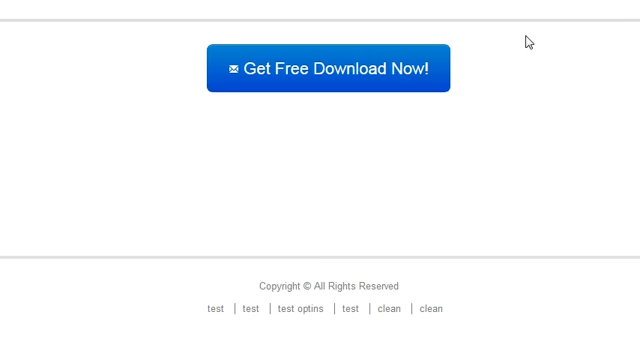 Get Free Download Now!
Copyright © All Rights Reserved
test | test | test optins | test | clean | clean